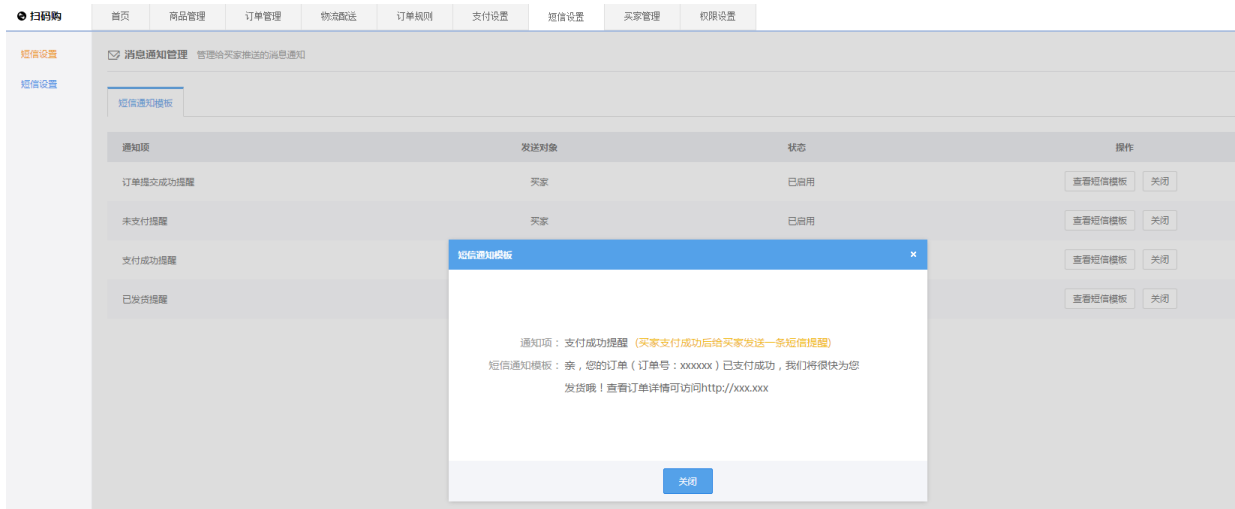 扫码购 首页 商品管理 订单管理 物流配送 订单规则 支付设置 短信设置 买家管理 权限设置
短信设置
短信设置
消息通知管理 管理给买家推送的消息通知
短信通知模板
通知项 发送对象 状态 操作
订单提交成功提醒 买家 已启用 查看短信模板 关闭
未支付提醒 买家 已启用 查看短信模板 关闭
支付成功提醒 查看短信模板 关闭
已发货提醒 查看短信模板 关闭
短信通知模板 ×
通知项：支付成功提醒 (买家支付成功后给买家发送一条短信提醒)
短信通知模板：亲，您的订单（订单号：xxxxxx）已支付成功，我们将很快为您
发货哦！查看订单详情可访问http://xxx.xxx
关闭